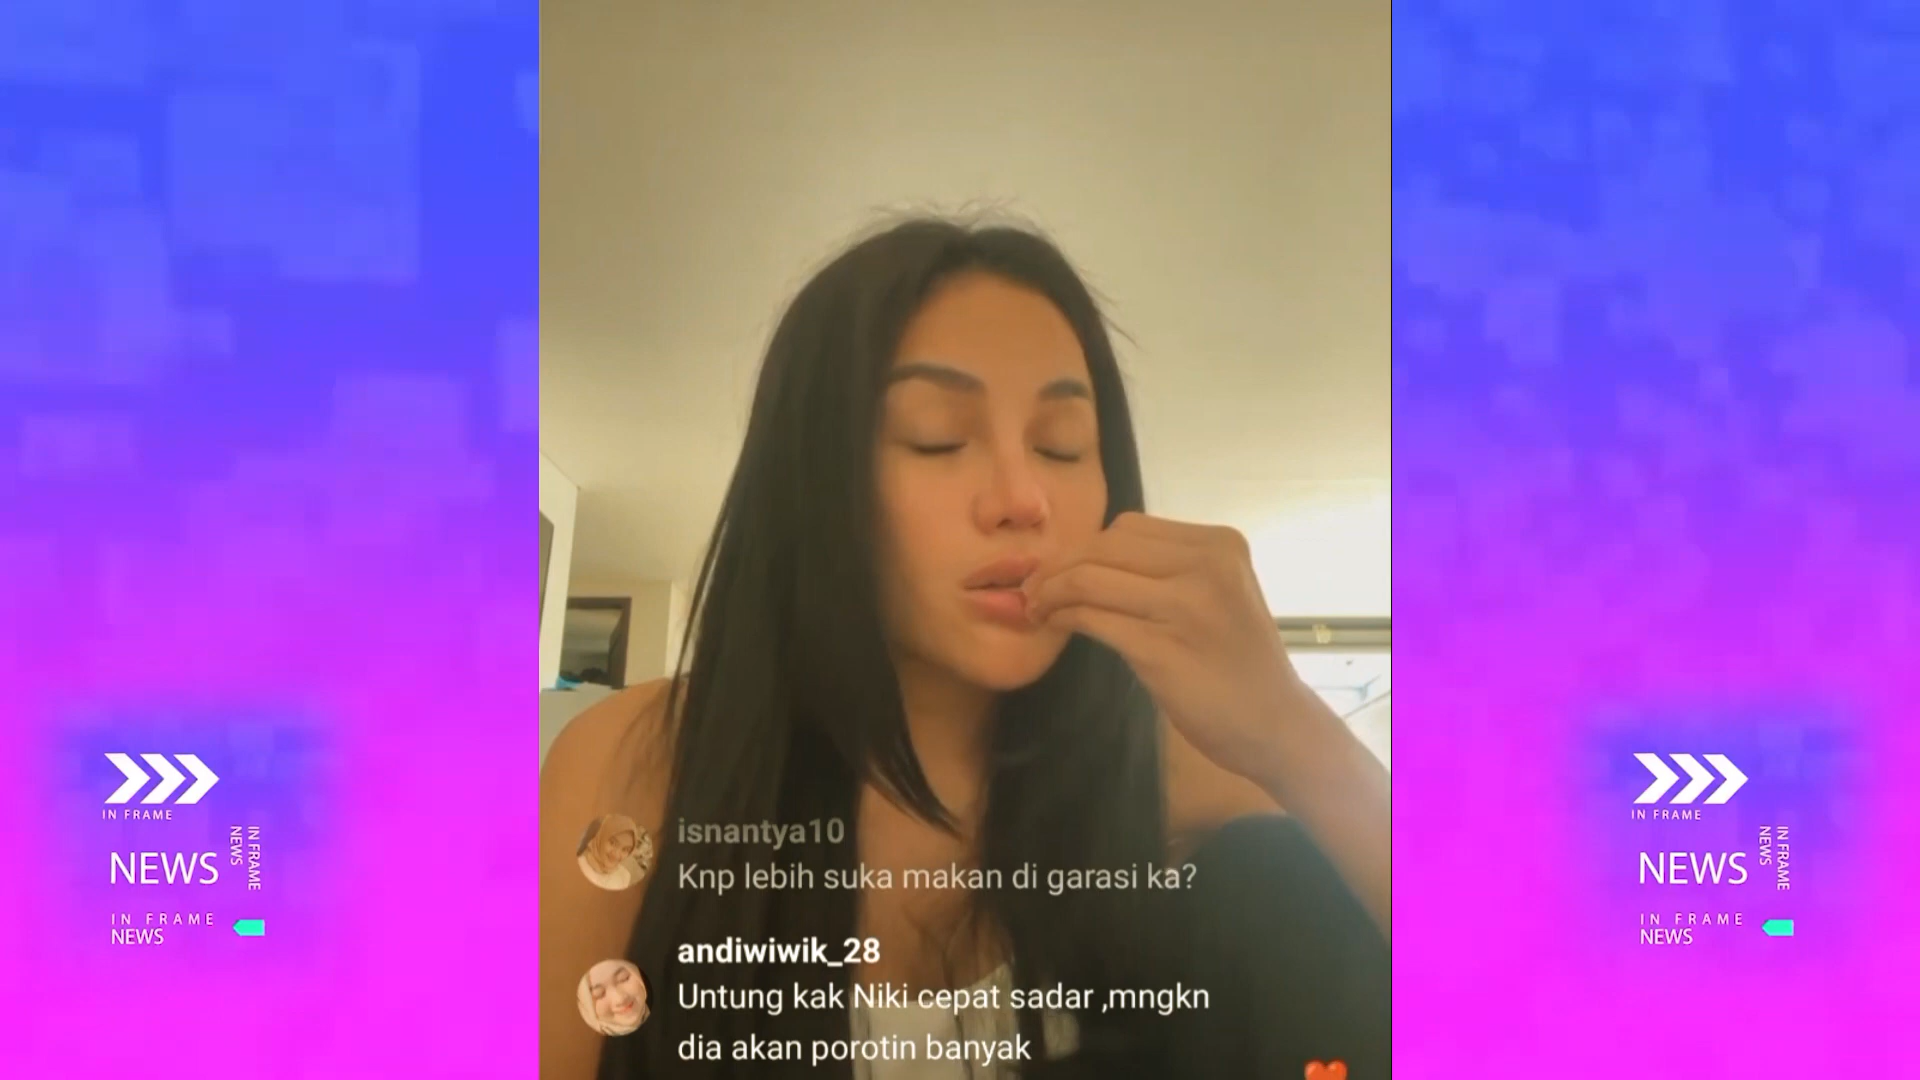 IN FRAME
NEWS
IN FRAME
NEWS
IN FRAME
NEWS
isnantya10
Knp lebih suka makan di garasi ka?
andiwiwik_28
Untung kak Niki cepat sadar ,mngkn
dia akan porotin banyak
IN FRAME
NEWS
IN FRAME
NEWS
IN FRAME
NEWS